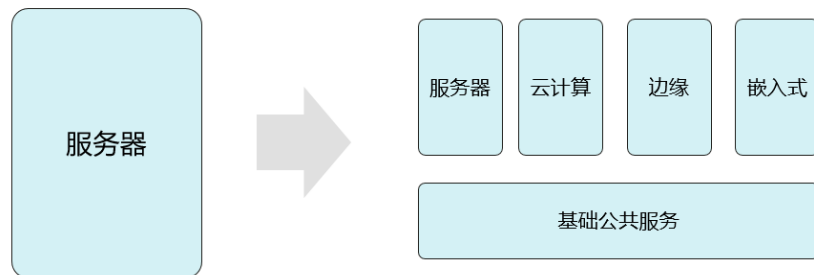 服务器
服务器
云计算
边缘
嵌入式
基础公共服务